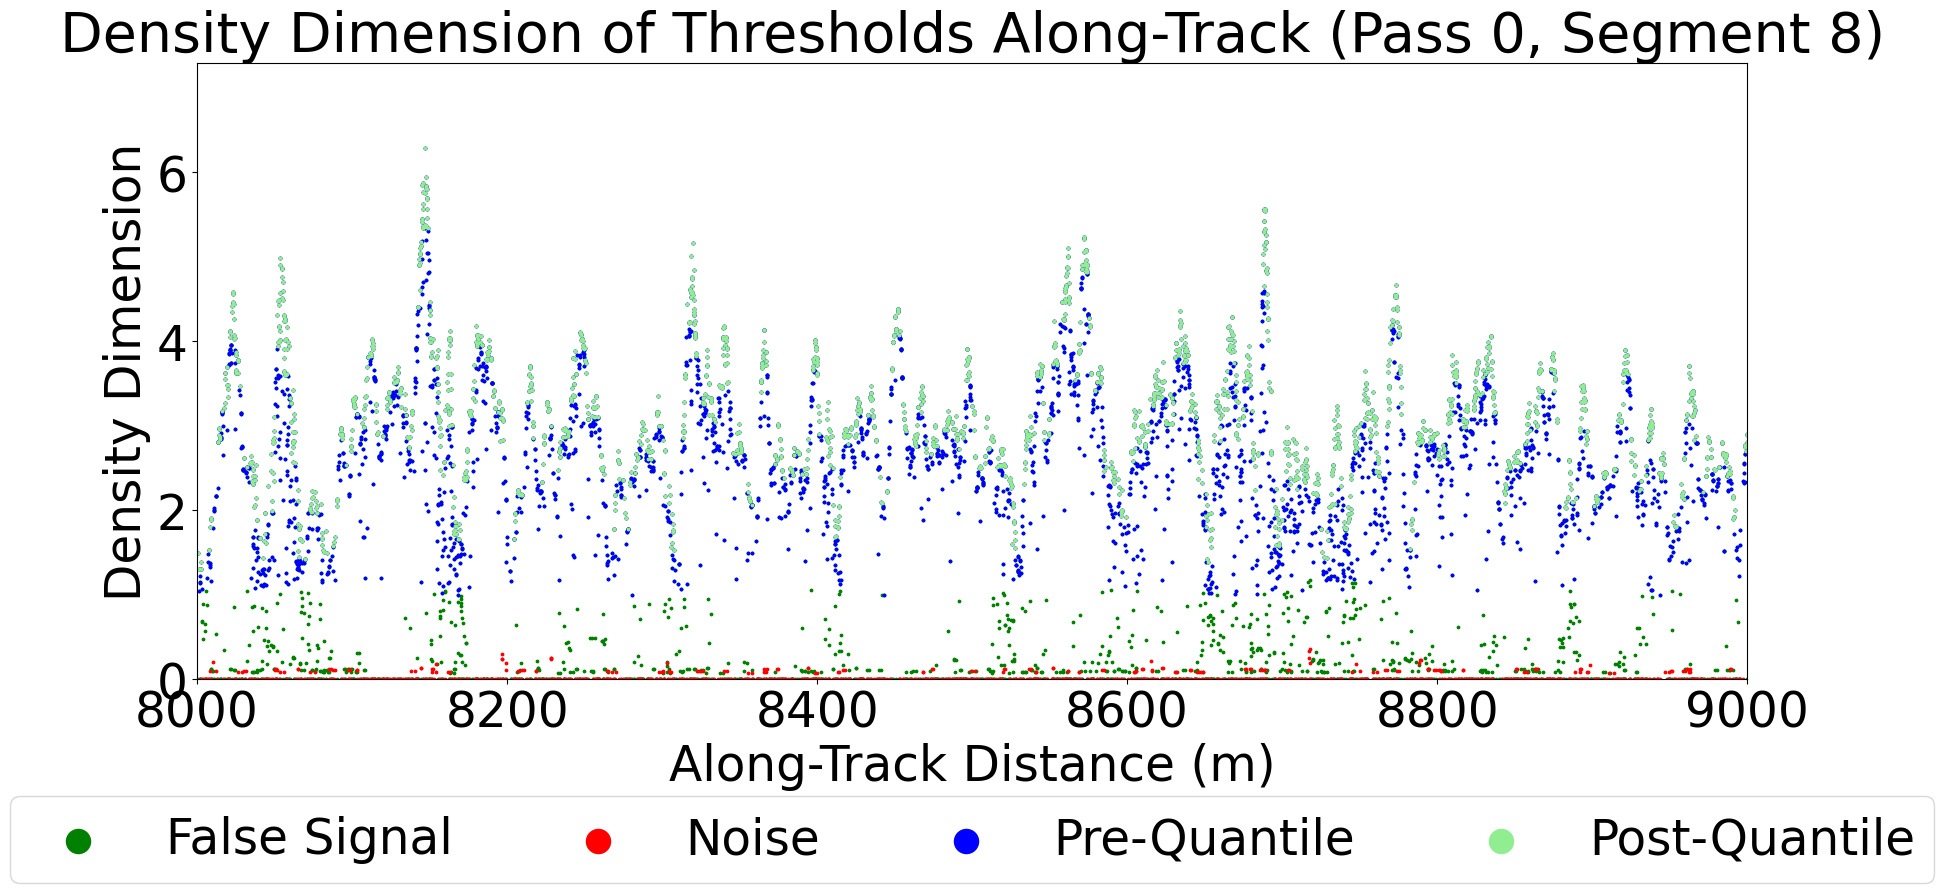 Density Dimension of Thresholds Along-Track (Pass 0, Segment 8)
Density Dimension
6
4
2
0
8000 8200 8400 8600 8800 9000
Along-Track Distance (m)
False Signal Noise Pre-Quantile Post-Quantile